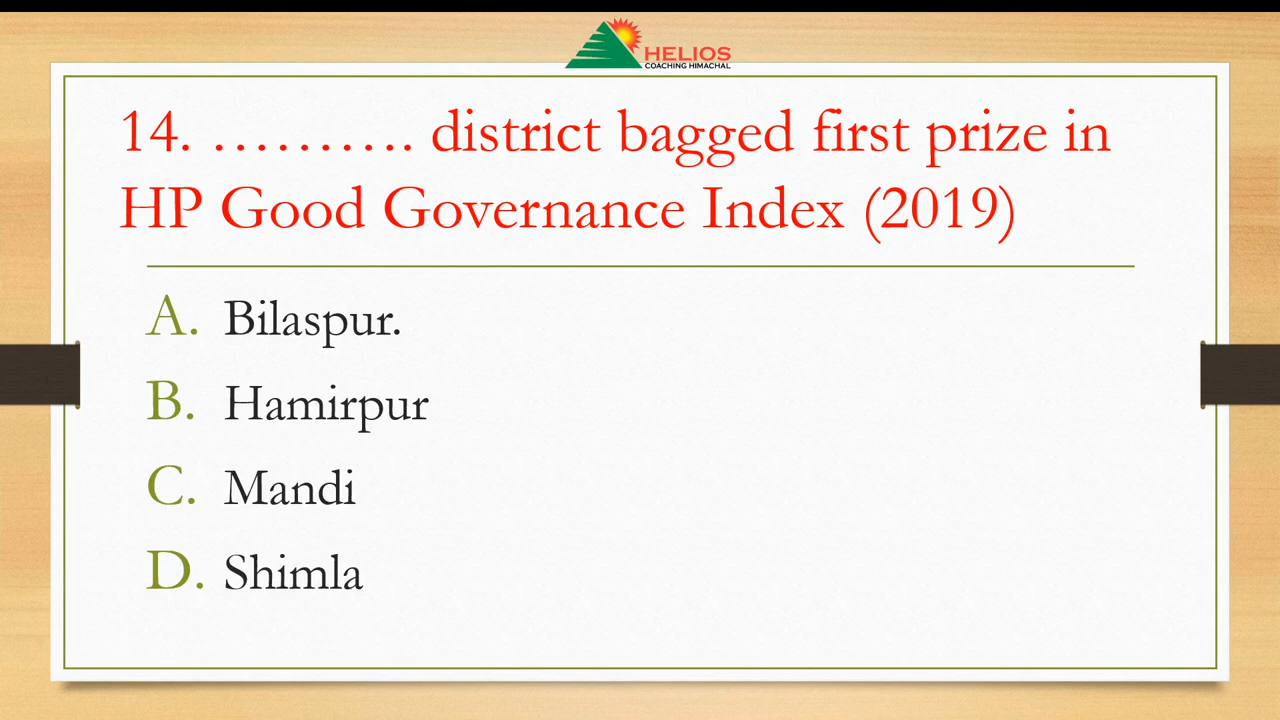 HELIOS
COACHING HIMACHAL
14. ………. district bagged first prize in
HP Good Governance Index (2019)
A. Bilaspur.
B. Hamirpur
C. Mandi
D. Shimla